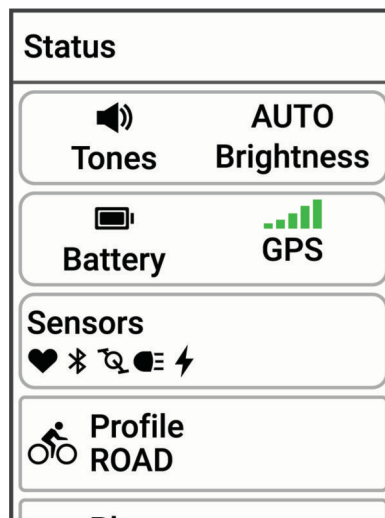 Status
Tones
AUTO
Brightness
Battery
GPS
Sensors
Profile
ROAD